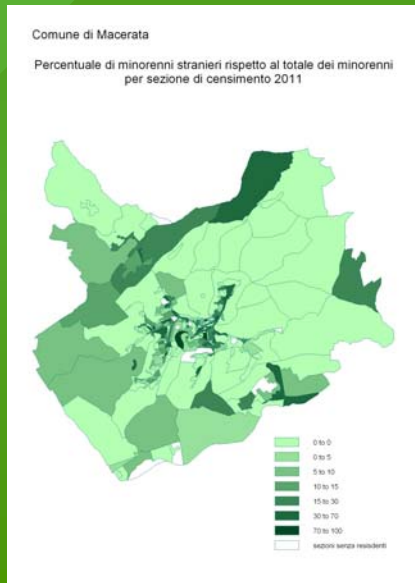 Comune di Macerata
Percentuale di minorenni stranieri rispetto al totale dei minorenni
per sezione di censimento 2011
0 to 0
0 to 5
5 to 10
10 to 15
15 to 30
30 to 70
70 to 100
sezioni senza residenti